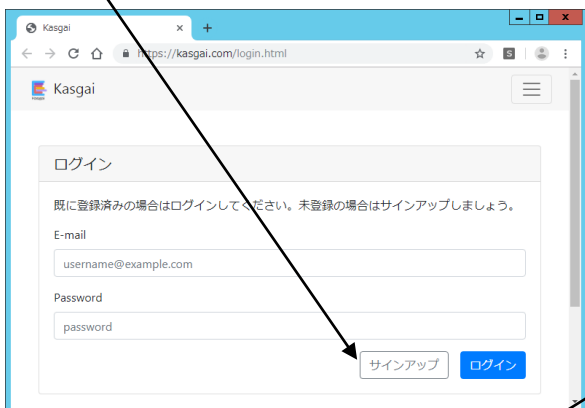 Kasgai
https://kasgai.com/login.html
S
Kasgai
ログイン
既に登録済みの場合はログインしてください。未登録の場合はサインアップしましょう。
E-mail
username@example.com
Password
password
サインアップ ログイン